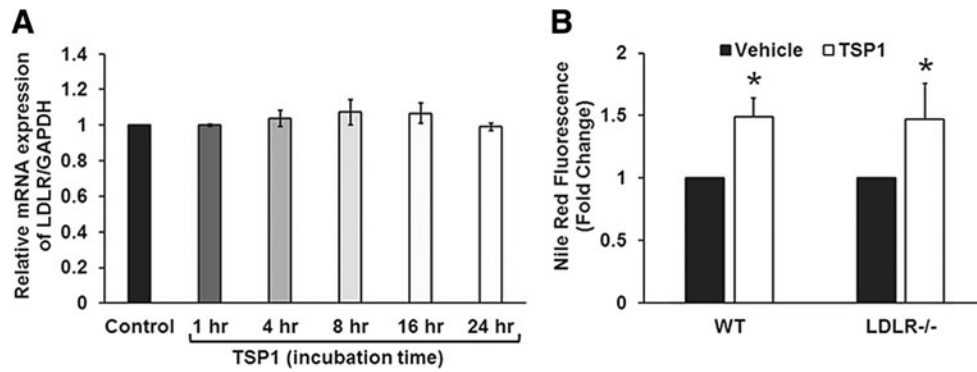 A
Relative mRNA expression
of LDLR/GAPDH
1.4
1.2
1
0.8
0.6
0.4
0.2
0
Control 1 hr 4 hr 8 hr 16 hr 24 hr
TSP1 (incubation time)
B
Nile Red Fluorescence
(Fold Change)
2
1.5
1
0.5
0
Vehicle TSP1
* *
WT LDLR-/-